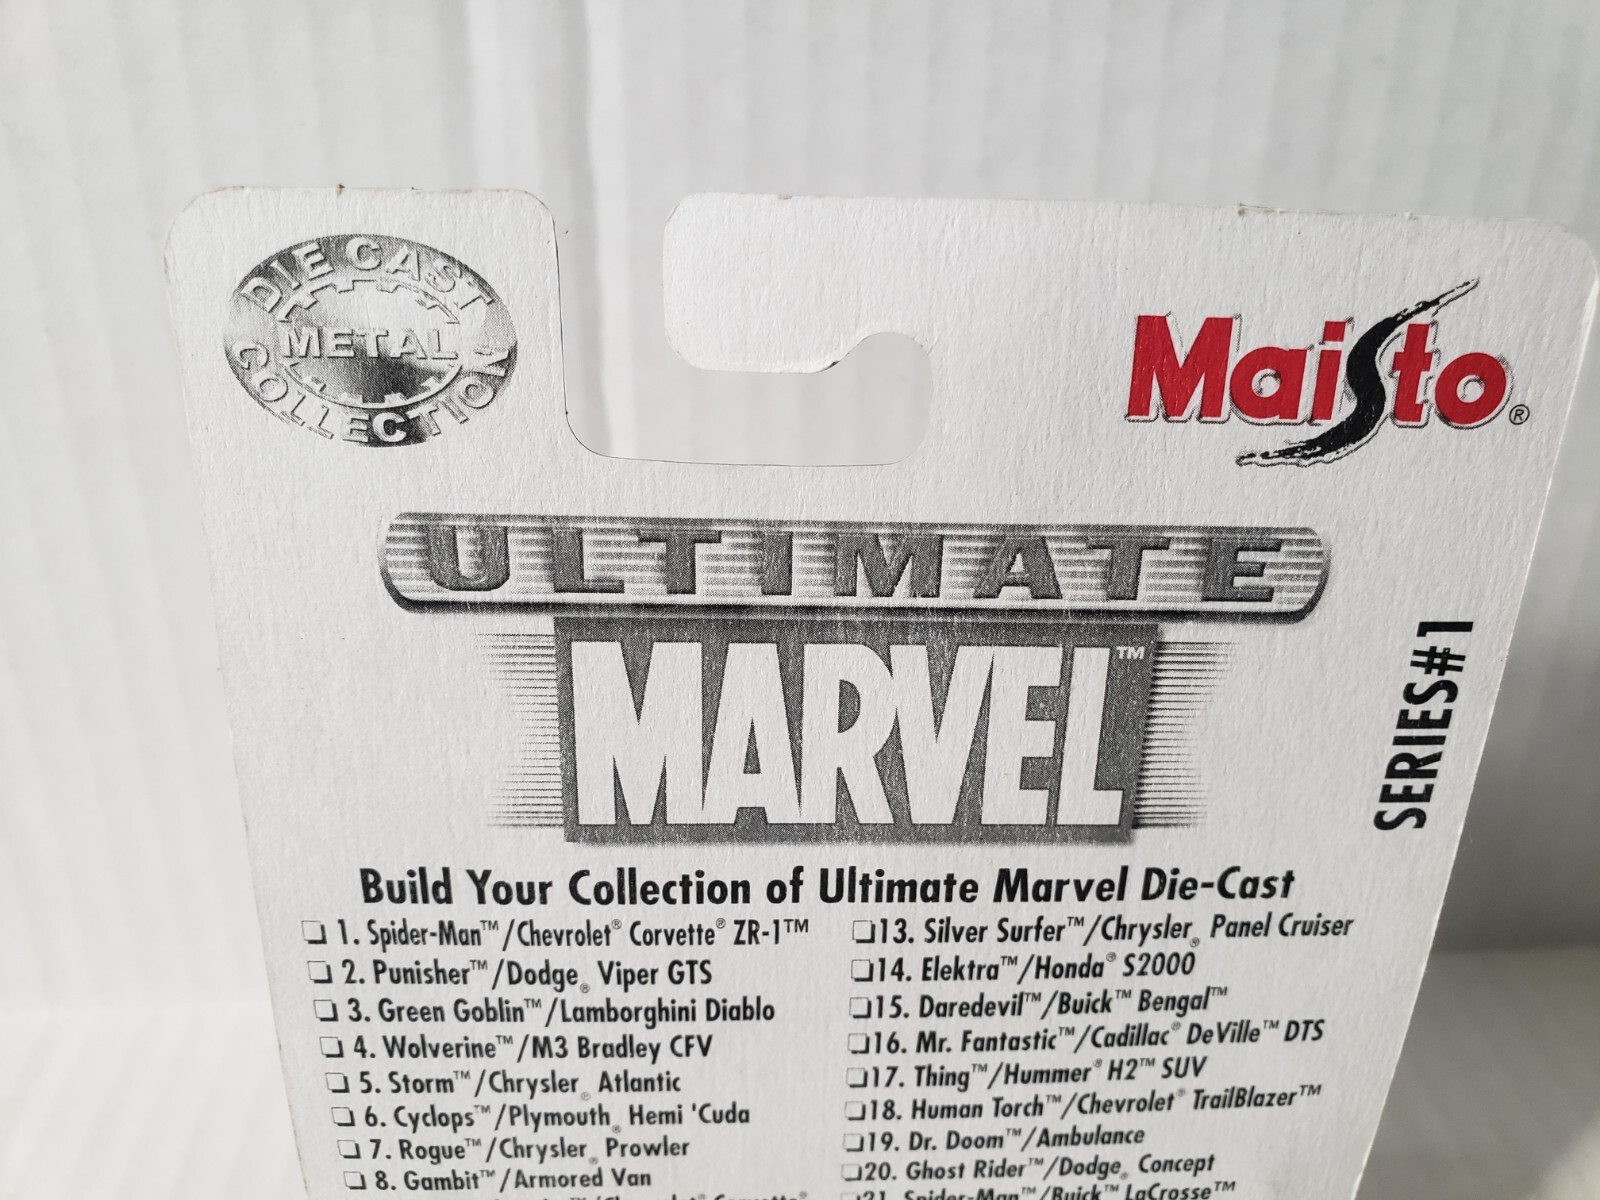 DIE CAST
METAL
COLLECTION
Maisto®
ULTIMATE
MARVEL™
SERIES#1
Build Your Collection of Ultimate Marvel Die-Cast
1. Spider-Man™/Chevrolet® Corvette® ZR-1™
2. Punisher™/Dodge® Viper GTS
3. Green Goblin™/Lamborghini Diablo
4. Wolverine™/M3 Bradley CFV
5. Storm™/Chrysler® Atlantic
6. Cyclops™/Plymouth® Hemi 'Cuda
7. Rogue™/Chrysler® Prowler
8. Gambit™/Armored Van
13. Silver Surfer™/Chrysler® Panel Cruiser
14. Elektra™/Honda® S2000
15. Daredevil™/Buick™ Bengal™
16. Mr. Fantastic™/Cadillac® DeVille™ DTS
17. Thing™/Hummer® H2™ SUV
18. Human Torch™/Chevrolet® TrailBlazer™
19. Dr. Doom™/Ambulance
20. Ghost Rider™/Dodge® Concept
21. Spider-Man™/Buick™ LaCrosse™